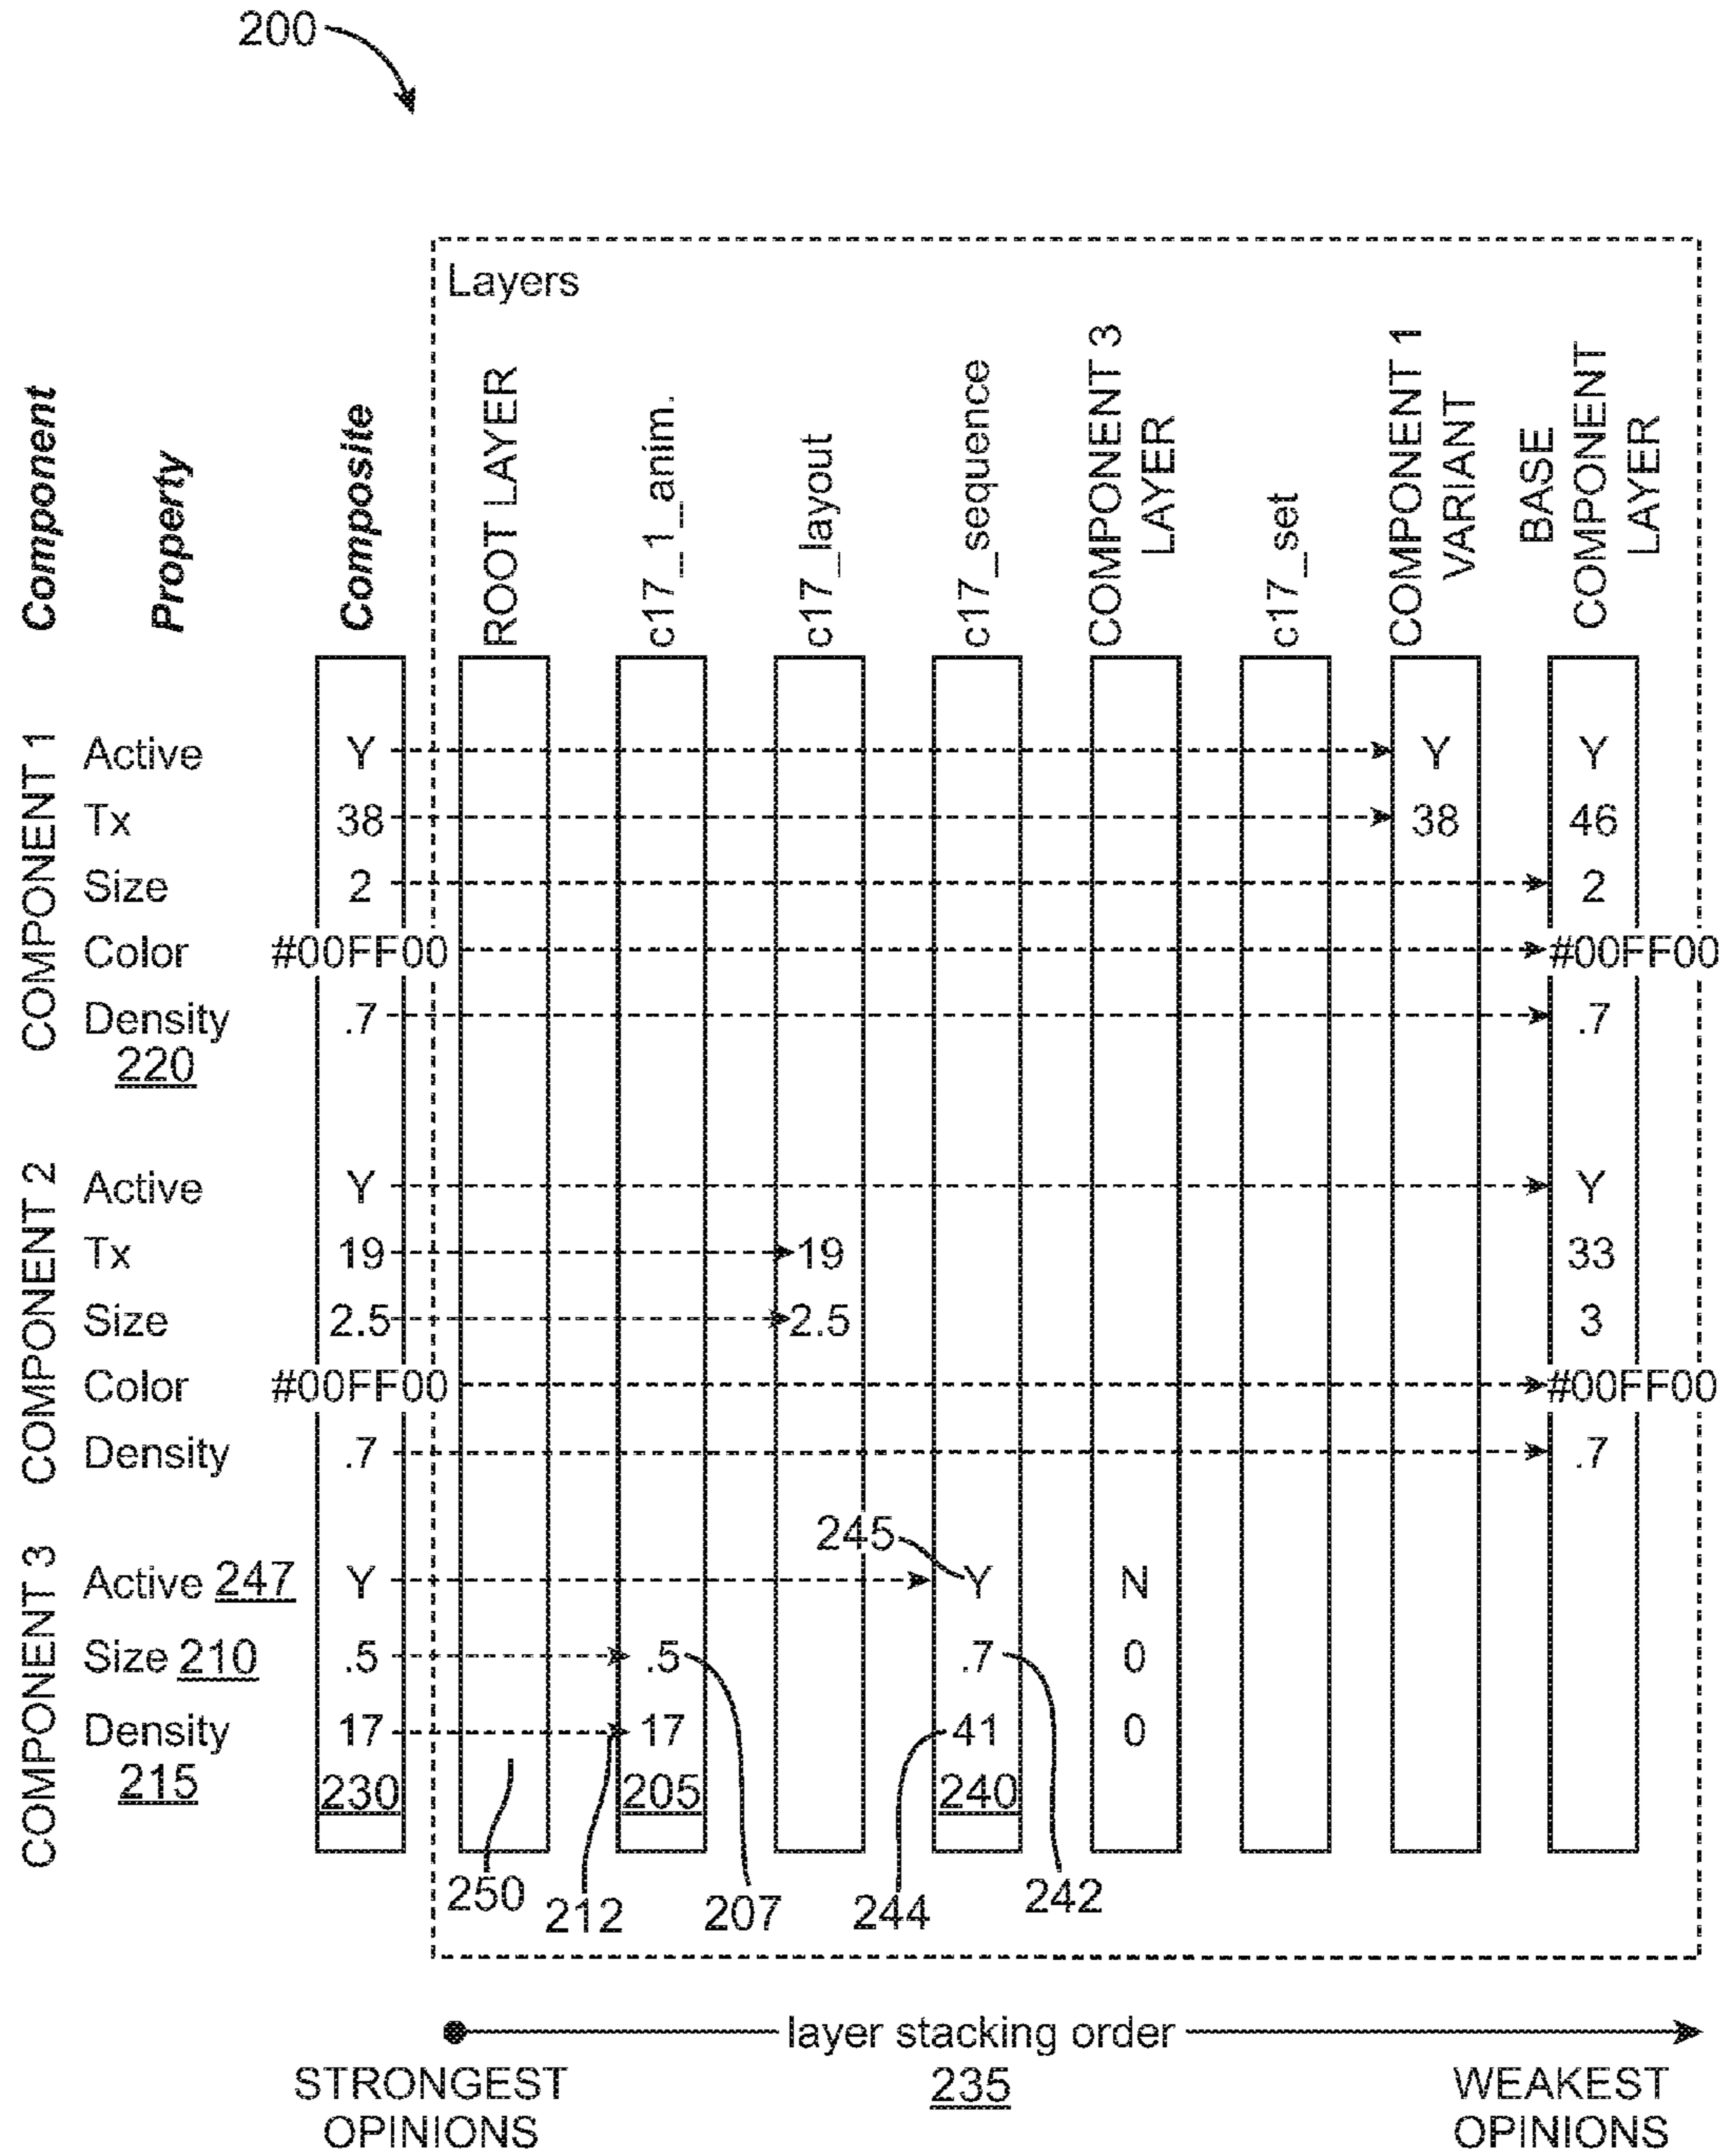 200
Layers
Component
Property
Composite
ROOT LAYER
c17_1_anim.
c17_layout
c17_sequence
COMPONENT 3
LAYER
c17_set
COMPONENT 1
VARIANT
BASE
COMPONENT
LAYER
COMPONENT 1
Active Y Y Y
Tx 38 38 46
Size 2 2
Color #00FF00 #00FF00
Density .7 .7
220
COMPONENT 2
Active Y Y
Tx 19 19 33
Size 2.5 2.5 3
Color #00FF00 #00FF00
Density .7 .7
COMPONENT 3
245
Active 247 Y Y N
Size 210 .5 .5 .7 0
Density 17 17 41 0
215 230 205 240
250 212 207 244 242
layer stacking order
235
STRONGEST
OPINIONS
WEAKEST
OPINIONS